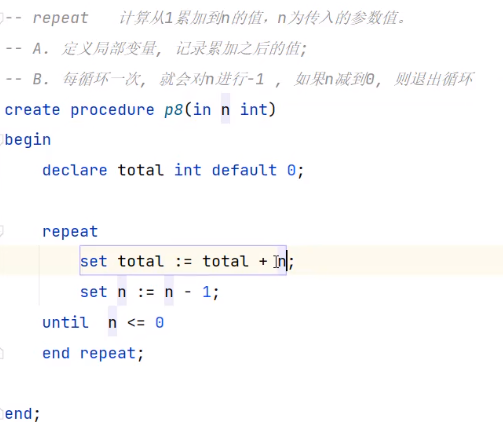 -- repeat 计算从1累加到n的值，n为传入的参数值。
-- A. 定义局部变量, 记录累加之后的值;
-- B. 每循环一次, 就会对n进行-1 , 如果n减到0, 则退出循环
create procedure p8(in n int)
begin
declare total int default 0;
repeat
set total := total + n;
set n := n - 1;
until n <= 0
end repeat;
end;